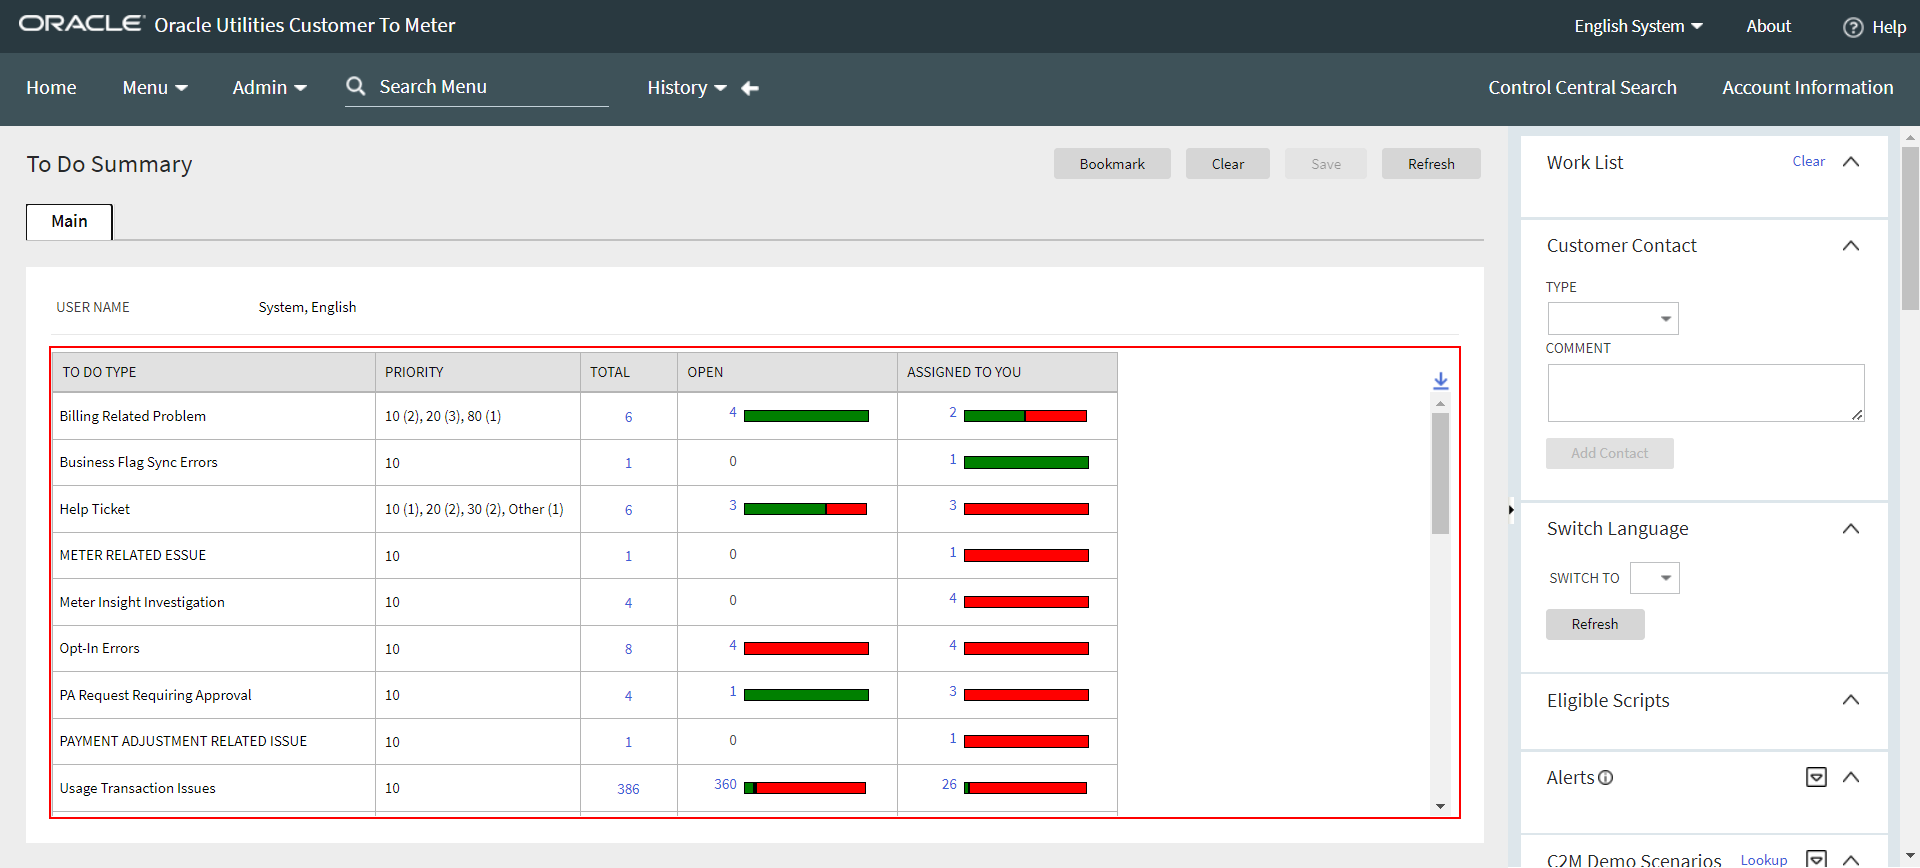 ORACLE Oracle Utilities Customer To Meter English System About Help
Home Menu Admin Search Menu History Control Central Search Account Information
To Do Summary Bookmark Clear Save Refresh
Main
USER NAME System, English
TO DO TYPE PRIORITY TOTAL OPEN ASSIGNED TO YOU
Billing Related Problem 10 (2), 20 (3), 80 (1) 6 4 2
Business Flag Sync Errors 10 1 0 1
Help Ticket 10 (1), 20 (2), 30 (2), Other (1) 6 3 3
METER RELATED ESSUE 10 1 0 1
Meter Insight Investigation 10 4 0 4
Opt-In Errors 10 8 4 4
PA Request Requiring Approval 10 4 1 3
PAYMENT ADJUSTMENT RELATED ISSUE 10 1 0 1
Usage Transaction Issues 10 386 360 26
Work List Clear
Customer Contact
TYPE
COMMENT
Add Contact
Switch Language
SWITCH TO
Refresh
Eligible Scripts
Alerts
C2M Demo Scenarios Lookup